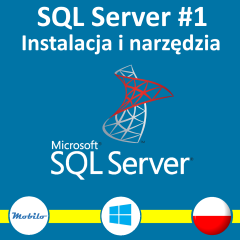 SQL Server #1
Instalacja i narzędzia
Microsoft
SQL Server
Mobilo